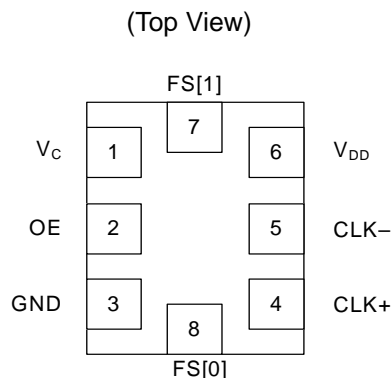 (Top View)
FS[1]
7
V_C 1 6 V_DD
OE 2 5 CLK–
GND 3 4 CLK+
8
FS[0]